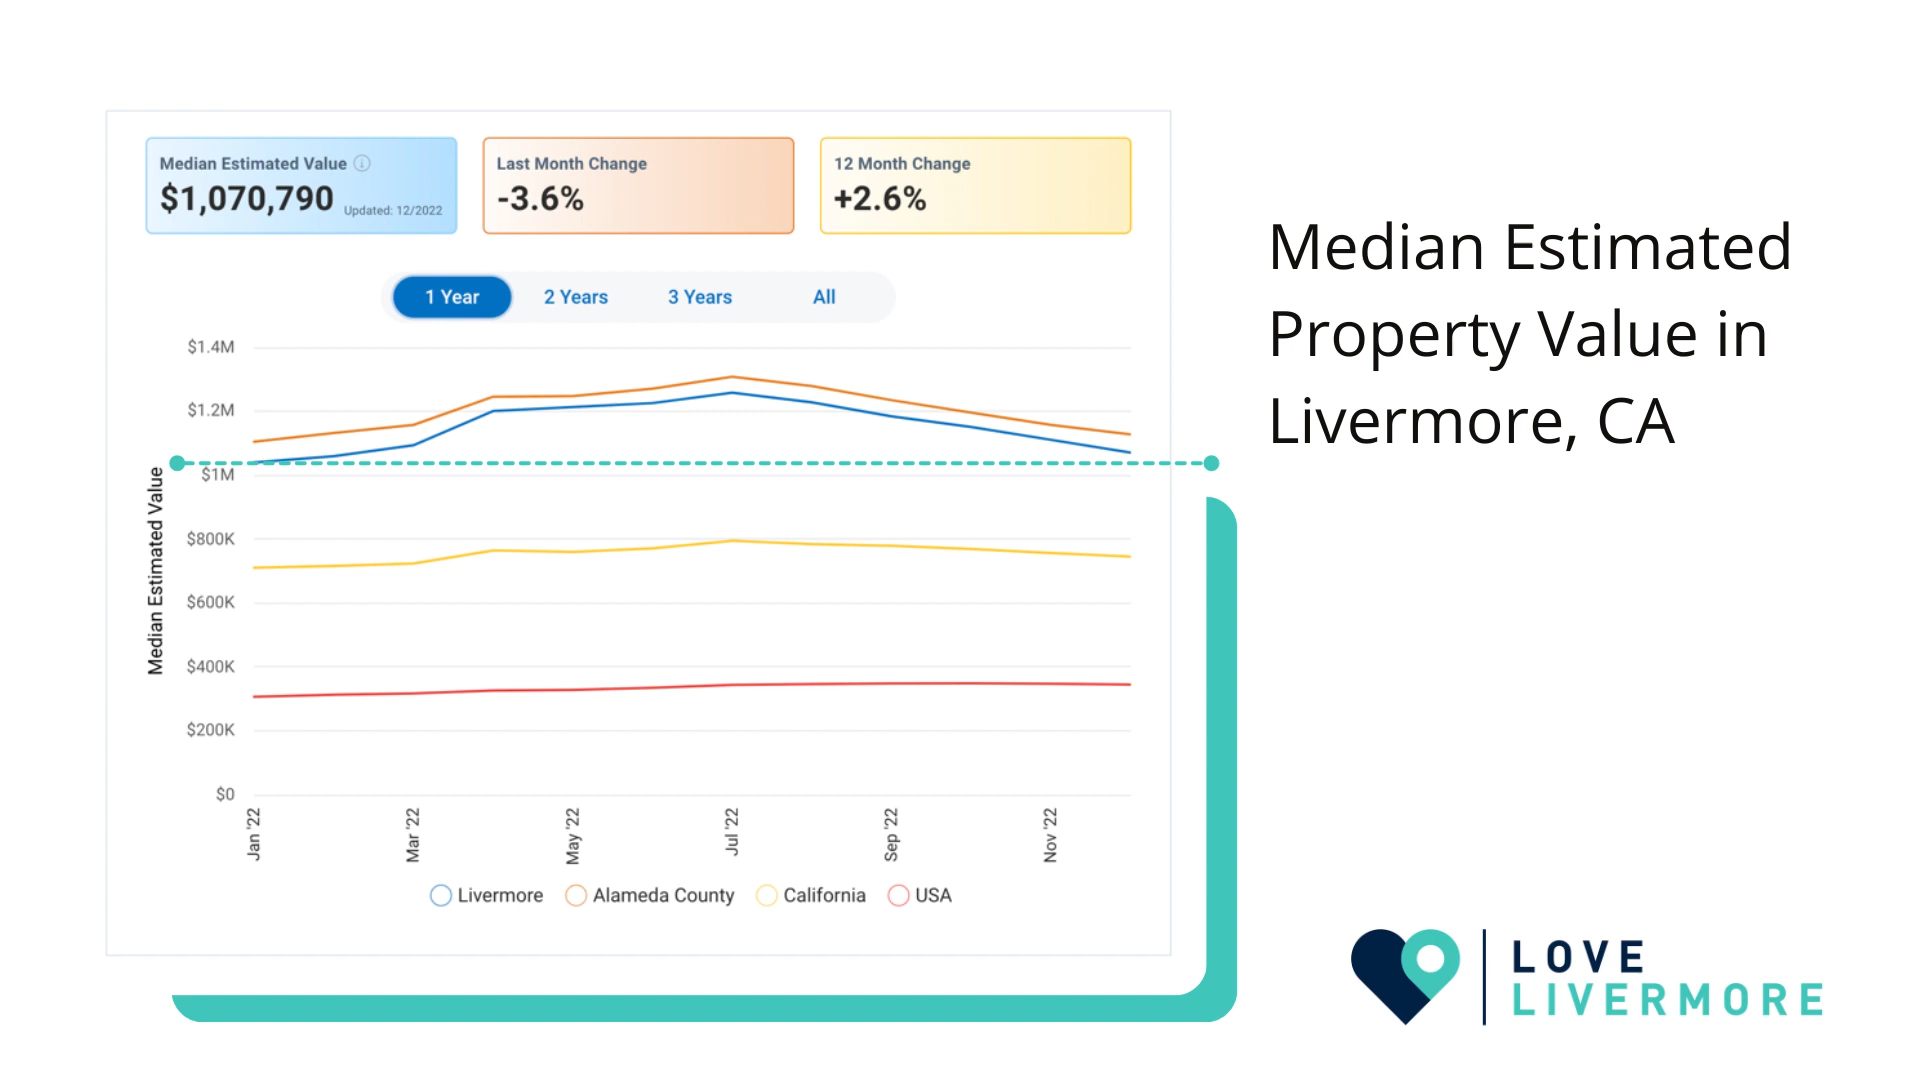 Median Estimated Value
$1,070,790 Updated: 12/2022
Last Month Change
-3.6%
12 Month Change
+2.6%
1 Year 2 Years 3 Years All
Median Estimated Value
$1.4M
$1.2M
$1M
$800K
$600K
$400K
$200K
$0
Jan '22 Mar '22 May '22 Jul '22 Sep '22 Nov '22
Livermore Alameda County California USA
Median Estimated
Property Value in
Livermore, CA
LOVE
LIVERMORE